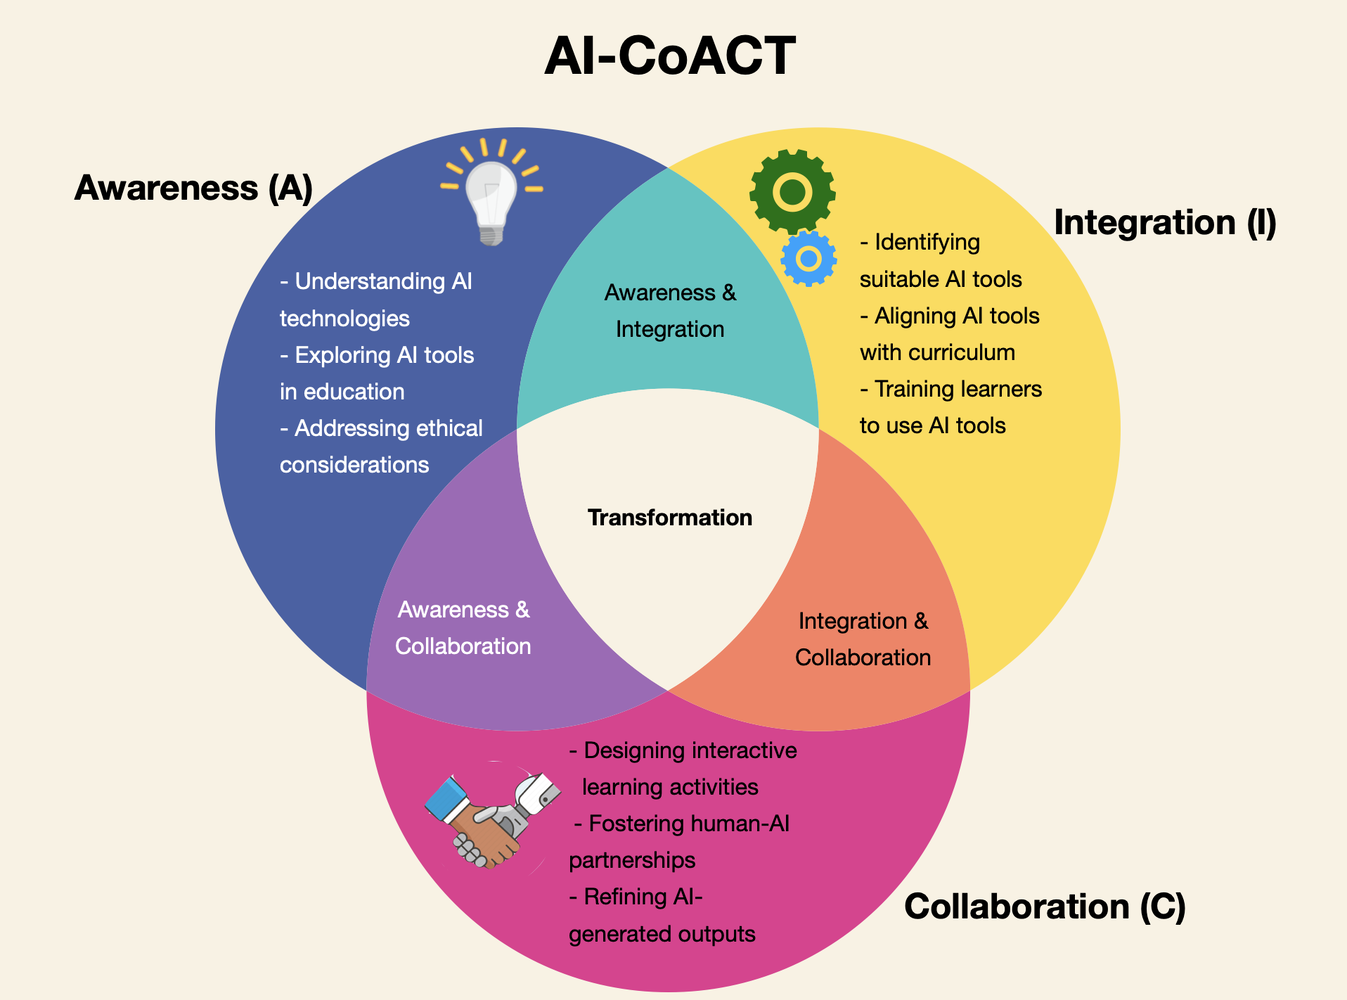 AI-CoACT
Awareness (A)
- Understanding AI
technologies
- Exploring AI tools
in education
- Addressing ethical
considerations
Awareness &
Integration
Integration (I)
- Identifying
suitable AI tools
- Aligning AI tools
with curriculum
- Training learners
to use AI tools
Transformation
Awareness &
Collaboration
Integration &
Collaboration
- Designing interactive
learning activities
- Fostering human-AI
partnerships
- Refining AI-
generated outputs
Collaboration (C)